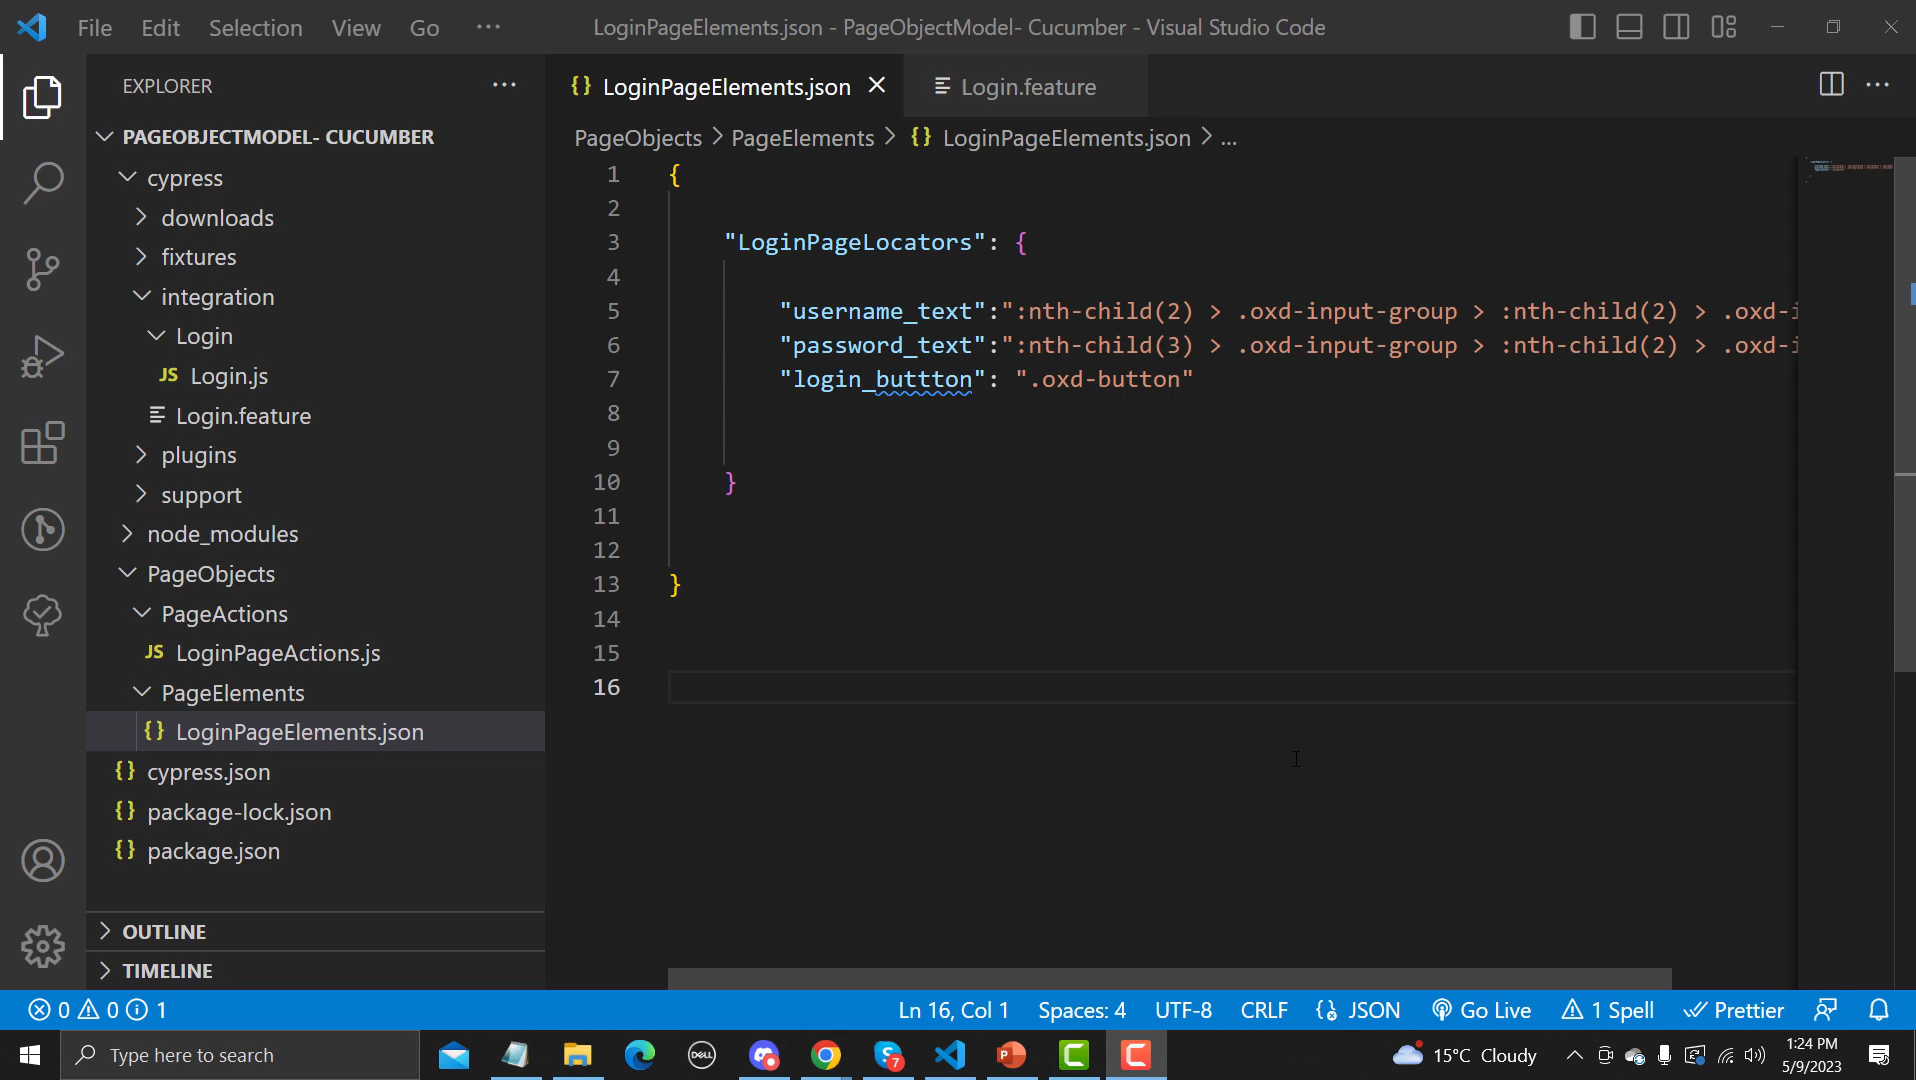 File Edit Selection View Go ... LoginPageElements.json - PageObjectModel- Cucumber - Visual Studio Code
EXPLORER ...
PAGEOBJECTMODEL- CUCUMBER
cypress
downloads
fixtures
integration
Login
JS Login.js
Login.feature
plugins
support
node_modules
PageObjects
PageActions
JS LoginPageActions.js
PageElements
{} LoginPageElements.json
{} cypress.json
{} package-lock.json
{} package.json
OUTLINE
TIMELINE
{} LoginPageElements.json Login.feature
PageObjects > PageElements > {} LoginPageElements.json > ...
1 {
2
3 "LoginPageLocators": {
4
5 "username_text":":nth-child(2) > .oxd-input-group > :nth-child(2) > .oxd-i
6 "password_text":":nth-child(3) > .oxd-input-group > :nth-child(2) > .oxd-i
7 "login_buttton": ".oxd-button"
8
9
10 }
11
12
13 }
14
15
16
0 0 1 Ln 16, Col 1 Spaces: 4 UTF-8 CRLF JSON Go Live 1 Spell Prettier
Type here to search DELL 7 15°C Cloudy 1:24 PM
5/9/2023